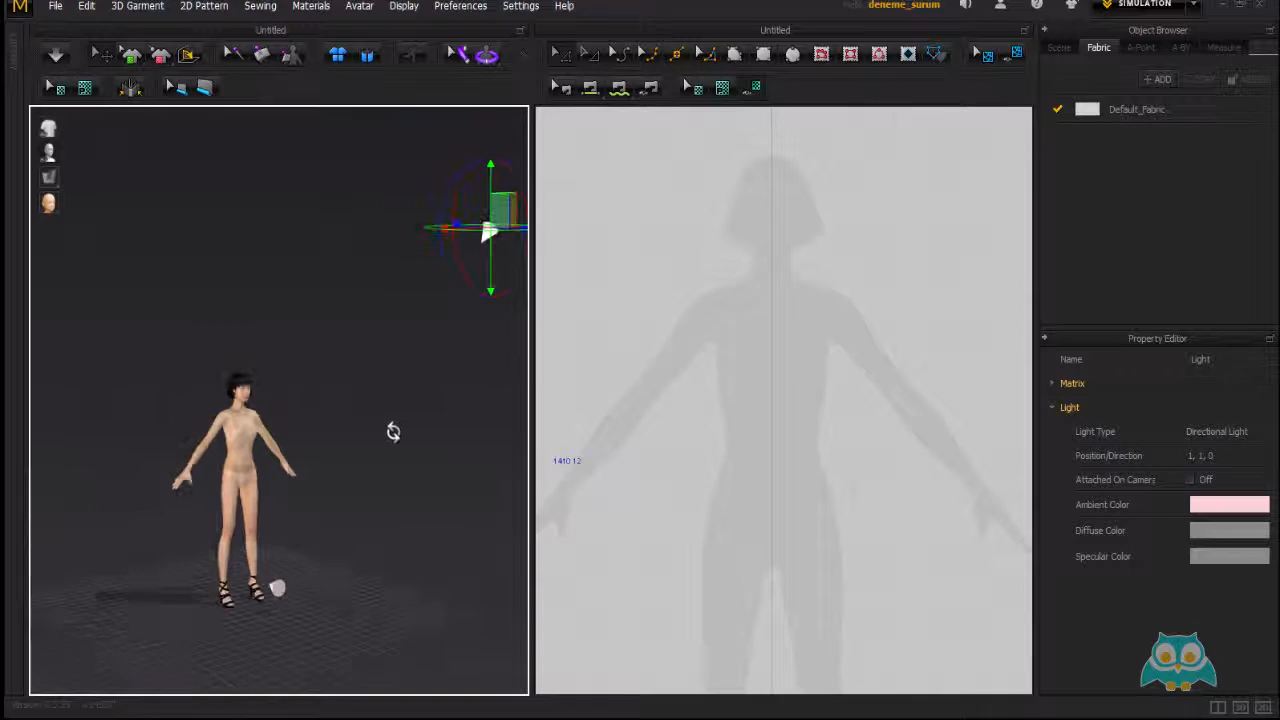 M File Edit 3D Garment 2D Pattern Sewing Materials Avatar Display Preferences Settings Help deneme_surum SIMULATION
Untitled
Untitled
Object Browser
Scene Fabric A-Point Measure
+ ADD
Default_Fabric
Property Editor
Name Light
Matrix
Light
Light Type Directional Light
Position/Direction 1, 1, 0
Attached On Camera Off
Ambient Color
Diffuse Color
Specular Color